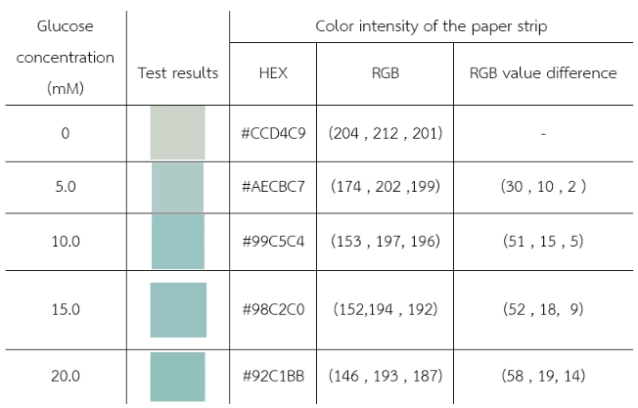 Glucose concentration (mM) | Test results | Color intensity of the paper strip
HEX | RGB | RGB value difference
0 | #CCD4C9 | (204 , 212 , 201) | -
5.0 | #AECBC7 | (174 , 202 ,199) | (30 , 10 , 2 )
10.0 | #99C5C4 | (153 , 197, 196) | (51 , 15 , 5)
15.0 | #98C2C0 | (152,194 , 192) | (52 , 18, 9)
20.0 | #92C1BB | (146 , 193 , 187) | (58 , 19, 14)